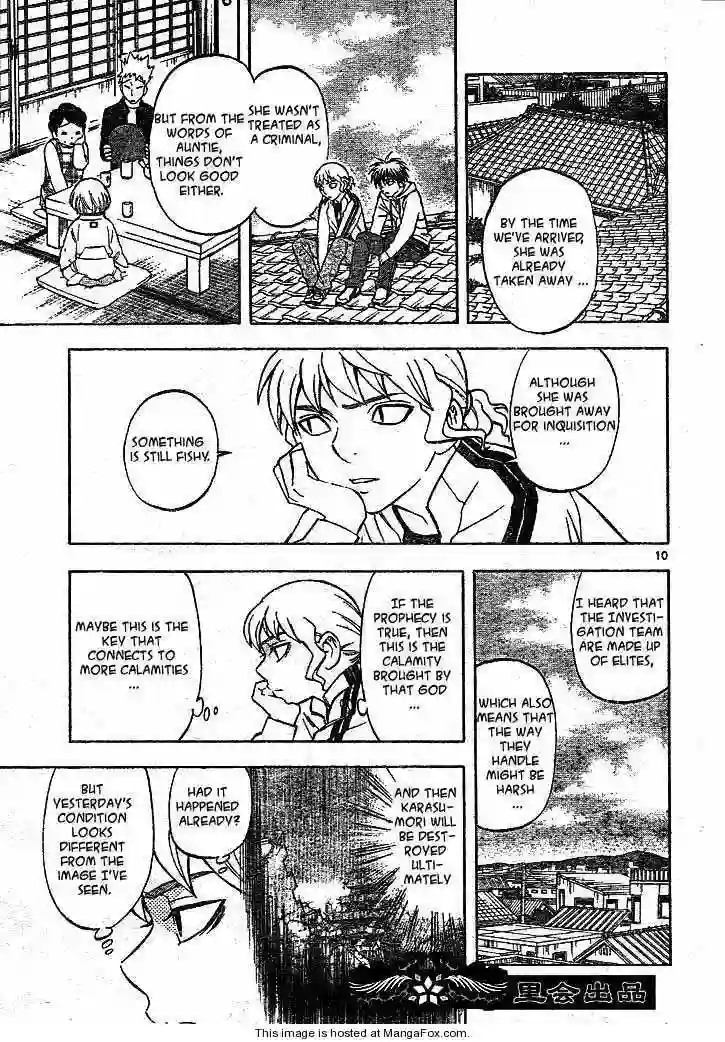 BY THE TIME
WE'VE ARRIVED,
SHE WAS
ALREADY
TAKEN AWAY ...
SHE WASN'T
TREATED AS
A CRIMINAL,
BUT FROM THE
WORDS OF
AUNTIE,
THINGS DON'T
LOOK GOOD
EITHER.
ALTHOUGH
SHE WAS
BROUGHT AWAY
FOR INQUISITION
...
SOMETHING
IS STILL FISHY.
10
I HEARD THAT
THE INVESTI-
GATION TEAM
ARE MADE UP
OF ELITES,
WHICH ALSO
MEANS THAT
THE WAY
THEY
HANDLE
MIGHT BE
HARSH
...
IF THE
PROPHECY IS
TRUE, THEN
THIS IS THE
CALAMITY
BROUGHT BY
THAT GOD
...
MAYBE THIS IS THE
KEY THAT
CONNECTS TO
MORE CALAMITIES
...
AND THEN
KARASU-
MORI WILL
BE DEST-
ROYED
ULTI-
MATELY
HAD IT
HAPPENED
ALREADY?
BUT
YESTERDAY'S
CONDITION
LOOKS
DIFFERENT
FROM THE
IMAGE I'VE
SEEN.
里会出品
This image is hosted at MangaFox.com.